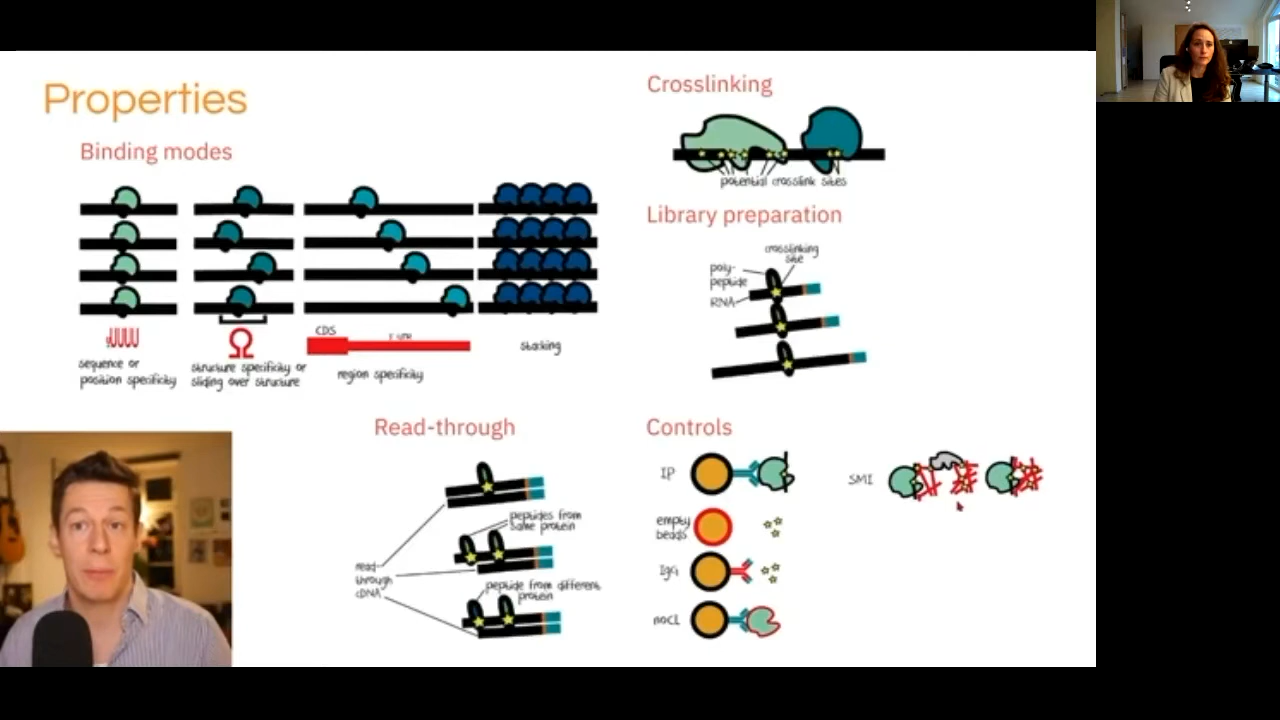 Properties
Binding modes
sequence or
position specificity
structure specificity or
sliding over structure
CDS
region specificity
stacking
Crosslinking
potential crosslink sites
Library preparation
crosslinking
site
poly-
peptide
RNA
Read-through
peptides from
same protein
read-
through
cDNA
peptide from different
protein
Controls
IP
empty
beads
IgG
noCL
SMI